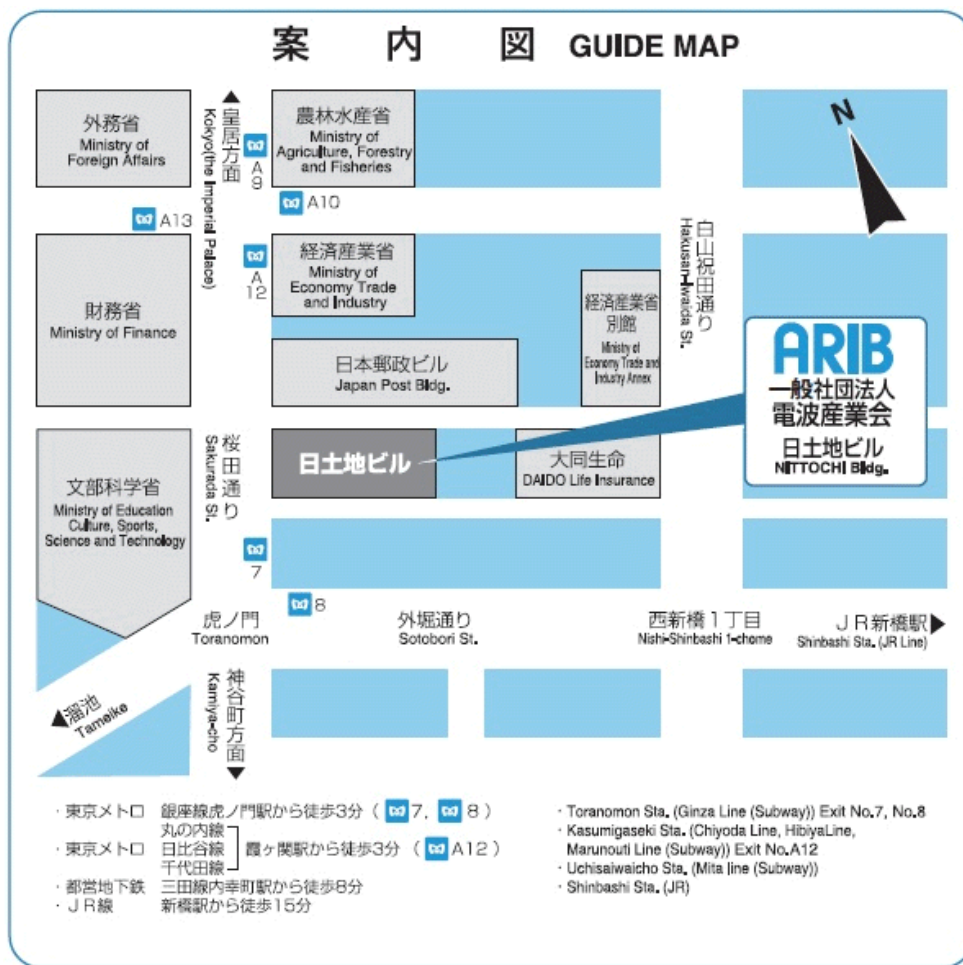 案内図 GUIDE MAP
外務省
Ministry of
Foreign Affairs
▲皇居方面
Kokyo(the Imperial Palace)
A9
農林水産省
Ministry of
Agriculture, Forestry
and Fisheries
N
A13
A10
財務省
Ministry of Finance
A12
経済産業省
Ministry of
Economy Trade
and Industry
経済産業省
別館
Ministry of
Economy Trade and
Industry Annex
白山祝田通り
Hakusan-Iwaida St.
日本郵政ビル
Japan Post Bldg.
ARIB
一般社団法人
電波産業会
日土地ビル
NITTOCHI Bldg.
文部科学省
Ministry of Education
Culture, Sports,
Science and Technology
桜田通り
Sakurada St.
日土地ビル
大同生命
DAIDO Life Insurance
7
8
虎ノ門
Toranomon
外堀通り
Sotobori St.
西新橋1丁目
Nishi-Shinbashi 1-chome
JR新橋駅▶
Shinbashi Sta. (JR Line)
◀溜池
Tameike
神谷町方面▼
Kamiya-cho
・東京メトロ 銀座線虎ノ門駅から徒歩3分（ 7, 8 ）
丸の内線
・東京メトロ 日比谷線 霞ヶ関駅から徒歩3分 （ A12 ）
千代田線
・都営地下鉄 三田線内幸町駅から徒歩8分
・JR線 新橋駅から徒歩15分
・Toranomon Sta. (Ginza Line (Subway)) Exit No.7, No.8
・Kasumigaseki Sta. (Chiyoda Line, HibiyaLine,
Marunouti Line (Subway)) Exit No.A12
・Uchisaiwaicho Sta. (Mita line (Subway))
・Shinbashi Sta. (JR)